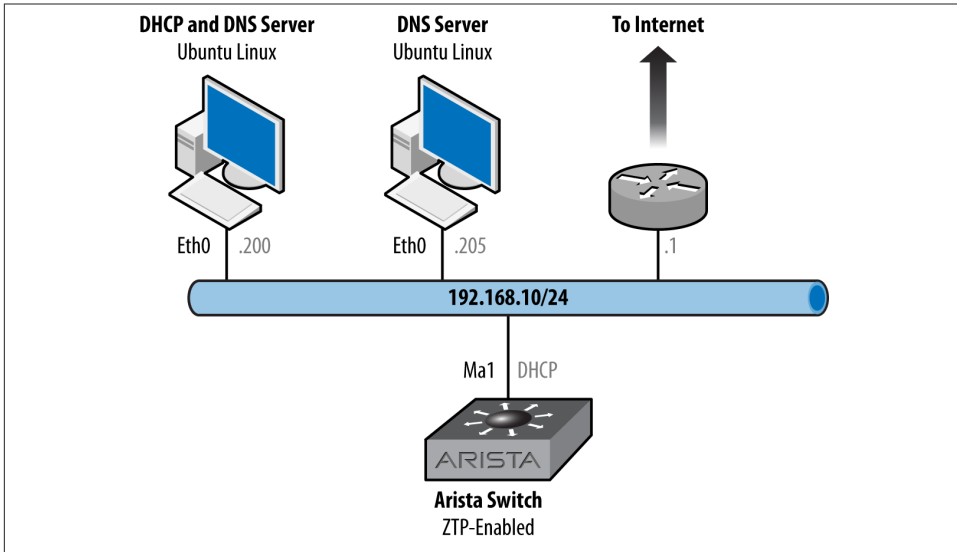 DHCP and DNS Server
Ubuntu Linux
DNS Server
Ubuntu Linux
To Internet
Eth0 .200
Eth0 .205
.1
192.168.10/24
Ma1 DHCP
ARISTA
Arista Switch
ZTP-Enabled